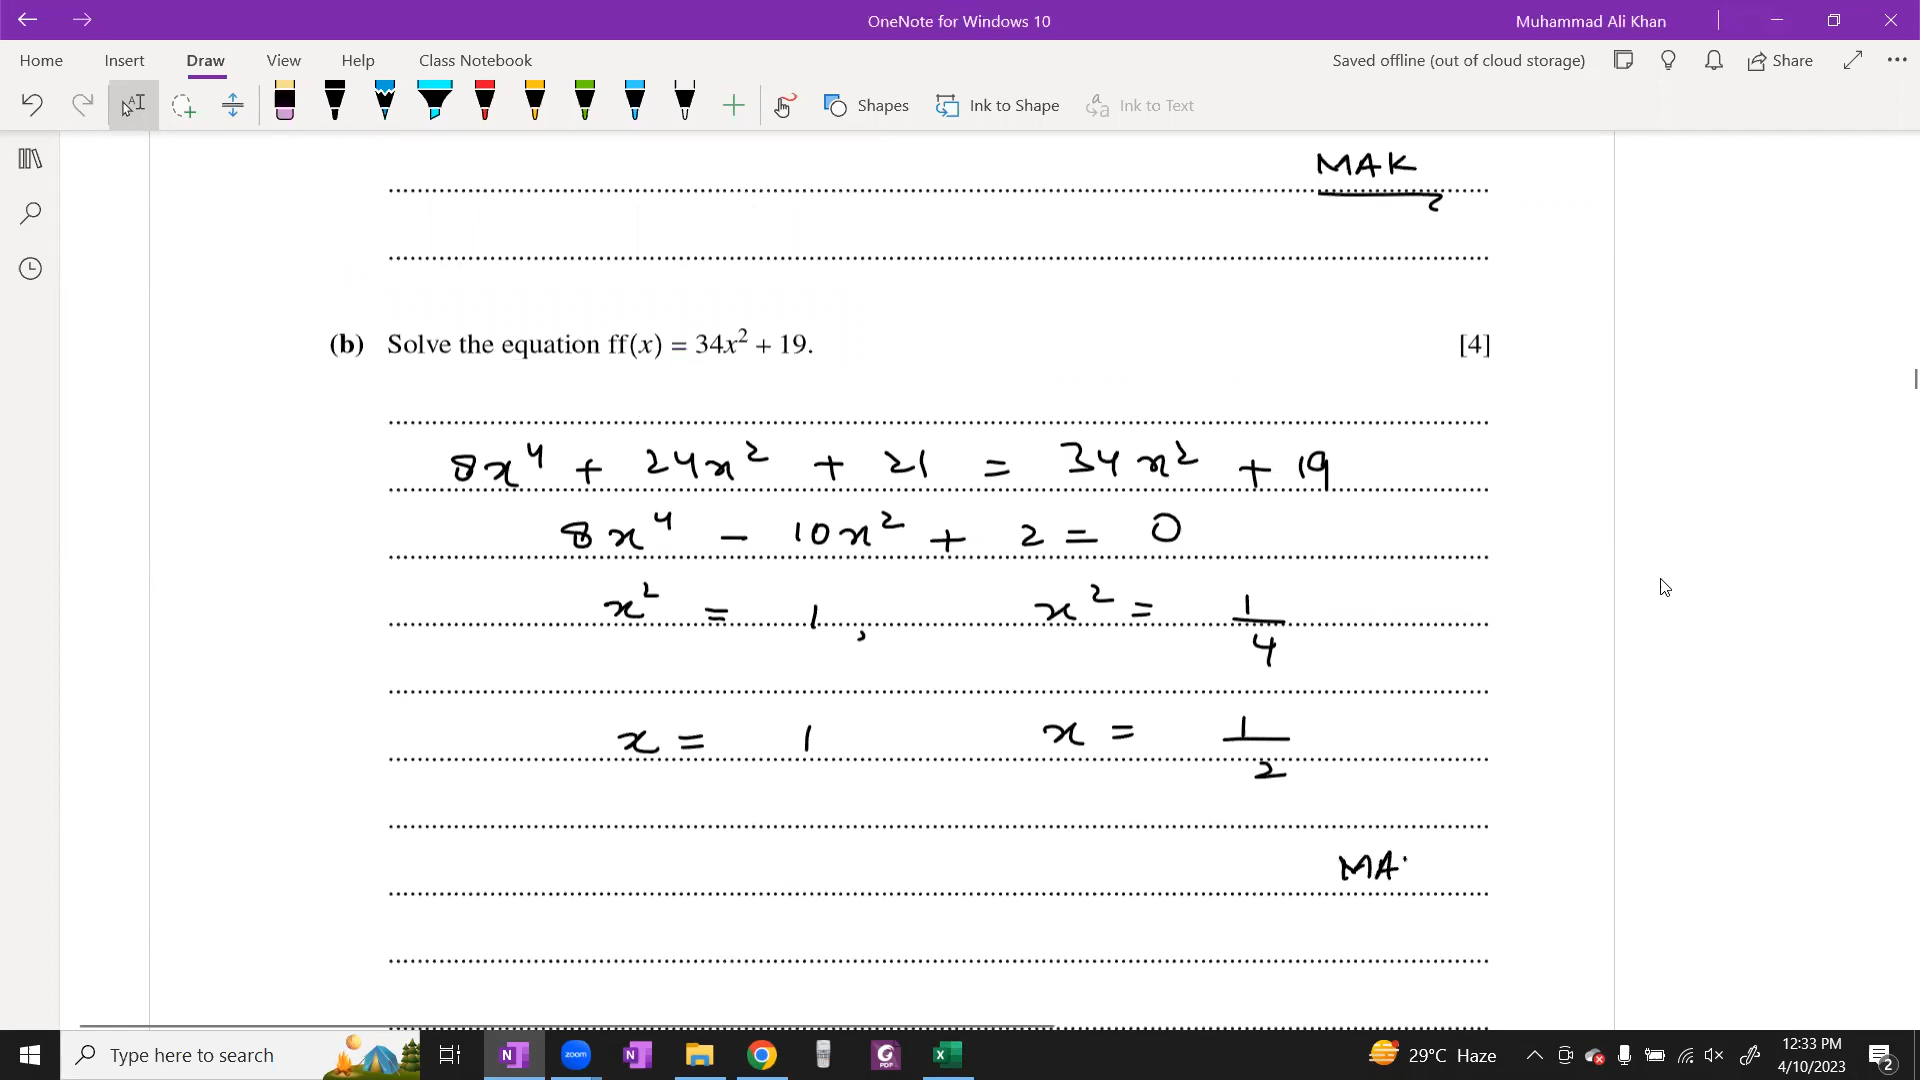 OneNote for Windows 10
Muhammad Ali Khan
Home Insert Draw View Help Class Notebook
Saved offline (out of cloud storage)
Share
Shapes
Ink to Shape
Ink to Text
MAK
(b) Solve the equation ff(x) = 34x² + 19. [4]
8x⁴ + 24x² + 21 = 34x² + 19
8x⁴ − 10x² + 2 = 0
x² = 1, x² = 1/4
x = 1 x = 1/2
MA
Type here to search
zoom
PDF
29°C Haze
12:33 PM
4/10/2023
2